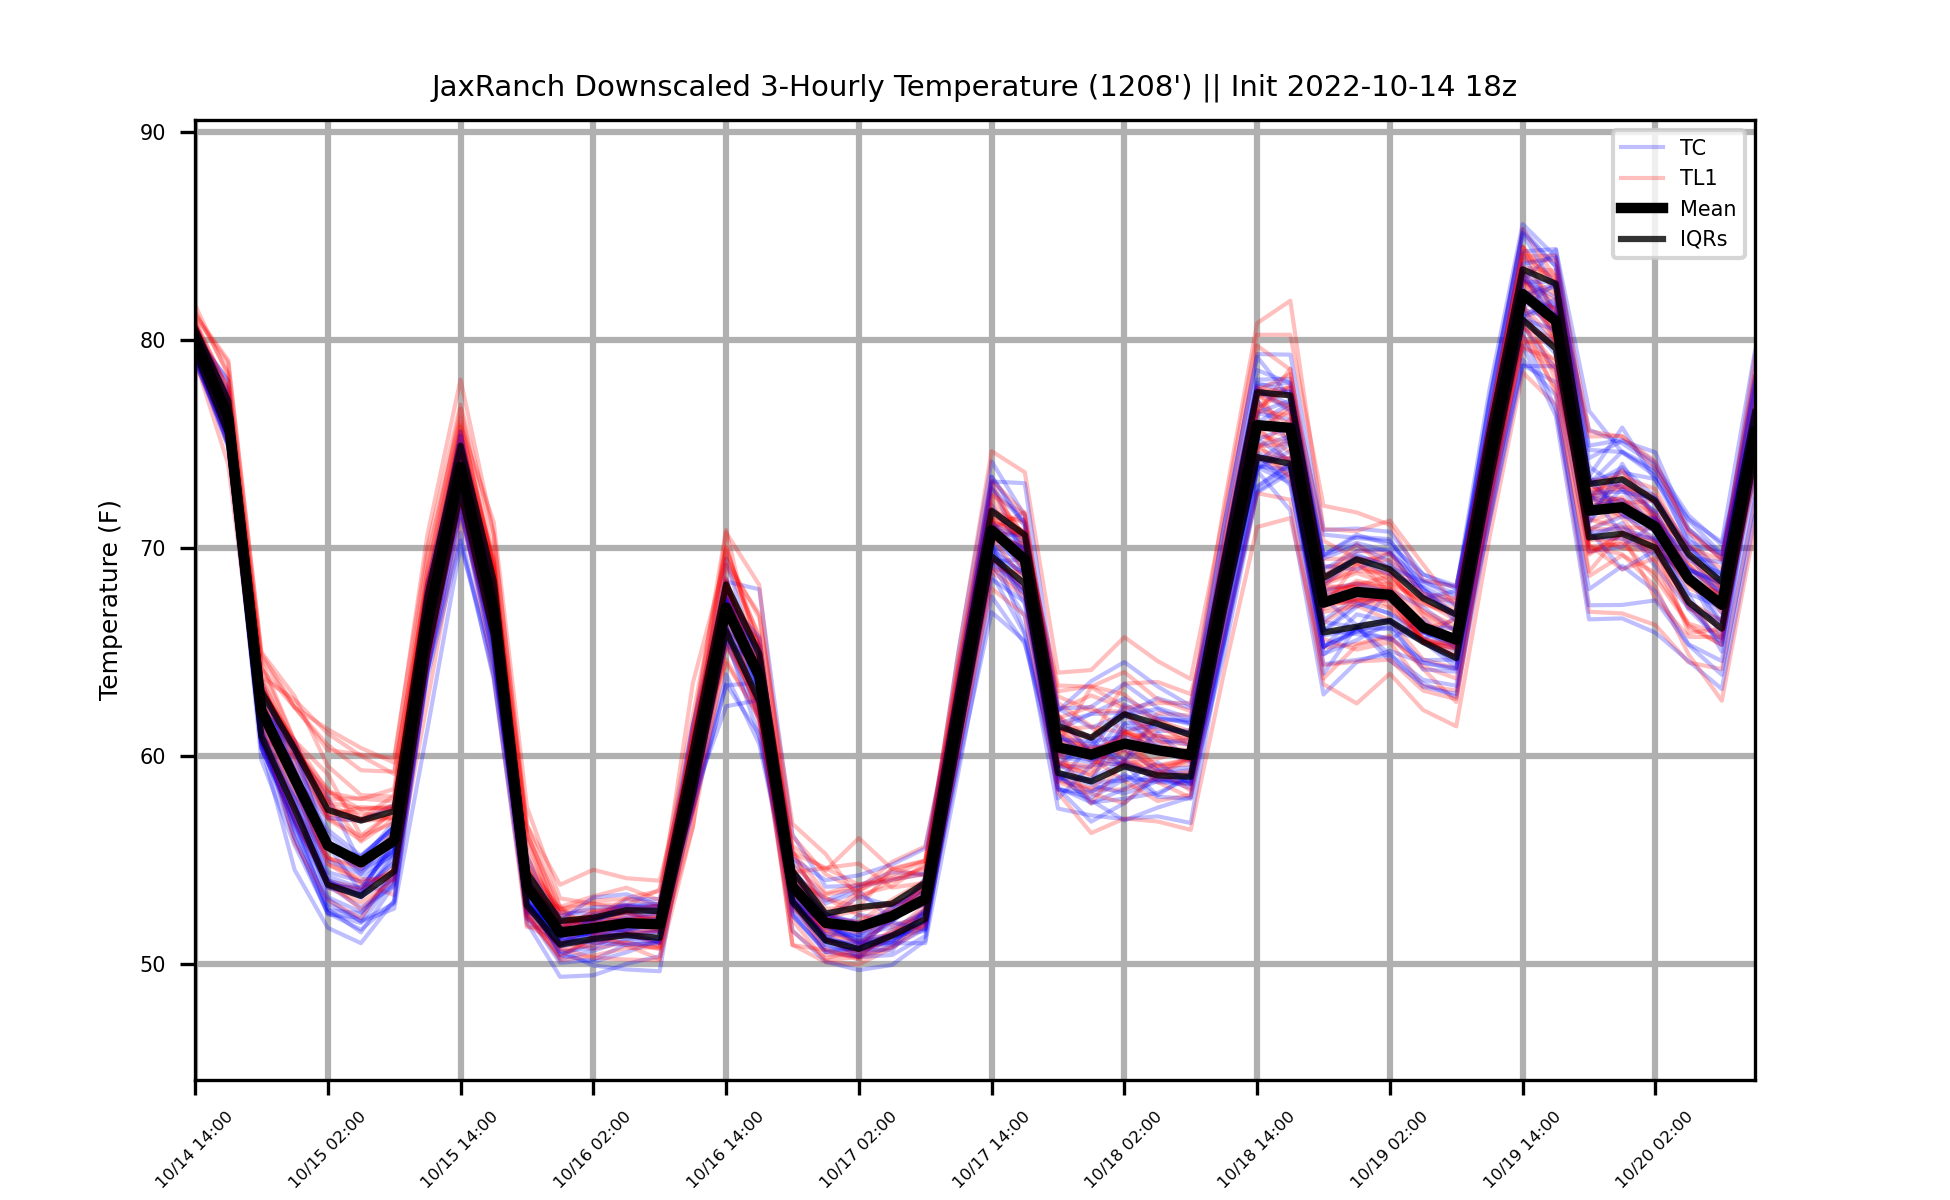 JaxRanch Downscaled 3-Hourly Temperature (1208') || Init 2022-10-14 18z
TC
TL1
Mean
IQRs
Temperature (F)
90
80
70
60
50
10/14 14:00
10/15 02:00
10/15 14:00
10/16 02:00
10/16 14:00
10/17 02:00
10/17 14:00
10/18 02:00
10/18 14:00
10/19 02:00
10/19 14:00
10/20 02:00